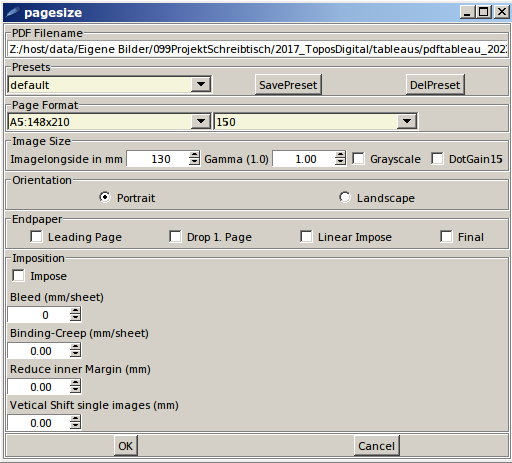 pagesize
PDF Filename
Z:/host/data/Eigene Bilder/099ProjektSchreibtisch/2017_ToposDigital/tableaus/pdftableau_202
Presets
default SavePreset DelPreset
Page Format
A5:148x210 150
Image Size
Imagelongside in mm 130 Gamma (1.0) 1.00 Grayscale DotGain15
Orientation
Portrait Landscape
Endpaper
Leading Page Drop 1. Page Linear Impose Final
Imposition
Impose
Bleed (mm/sheet)
0
Binding-Creep (mm/sheet)
0.00
Reduce inner Margin (mm)
0.00
Vetical Shift single images (mm)
0.00
OK Cancel